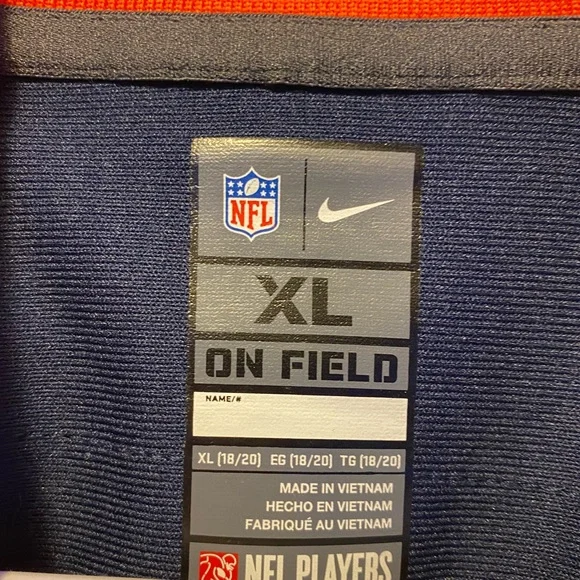 NFL
XL
ON FIELD
NAME/#
XL (18/20) EG (18/20) TG (18/20)
MADE IN VIETNAM
HECHO EN VIETNAM
FABRIQUÉ AU VIETNAM
NFL PLAYERS